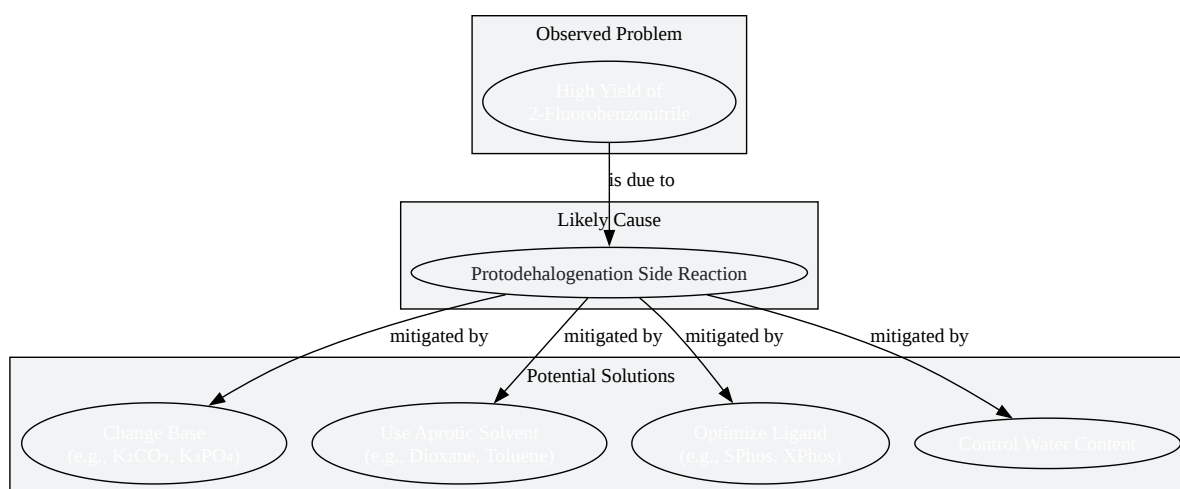 Observed Problem
High Yield of
2-Fluorobenzonitrile
is due to
Likely Cause
Protodehalogenation Side Reaction
mitigated by
mitigated by
mitigated by
mitigated by
Potential Solutions
Change Base
(e.g., K₂CO₃, K₃PO₄)
Use Aprotic Solvent
(e.g., Dioxane, Toluene)
Optimize Ligand
(e.g., SPhos, XPhos)
Control Water Content